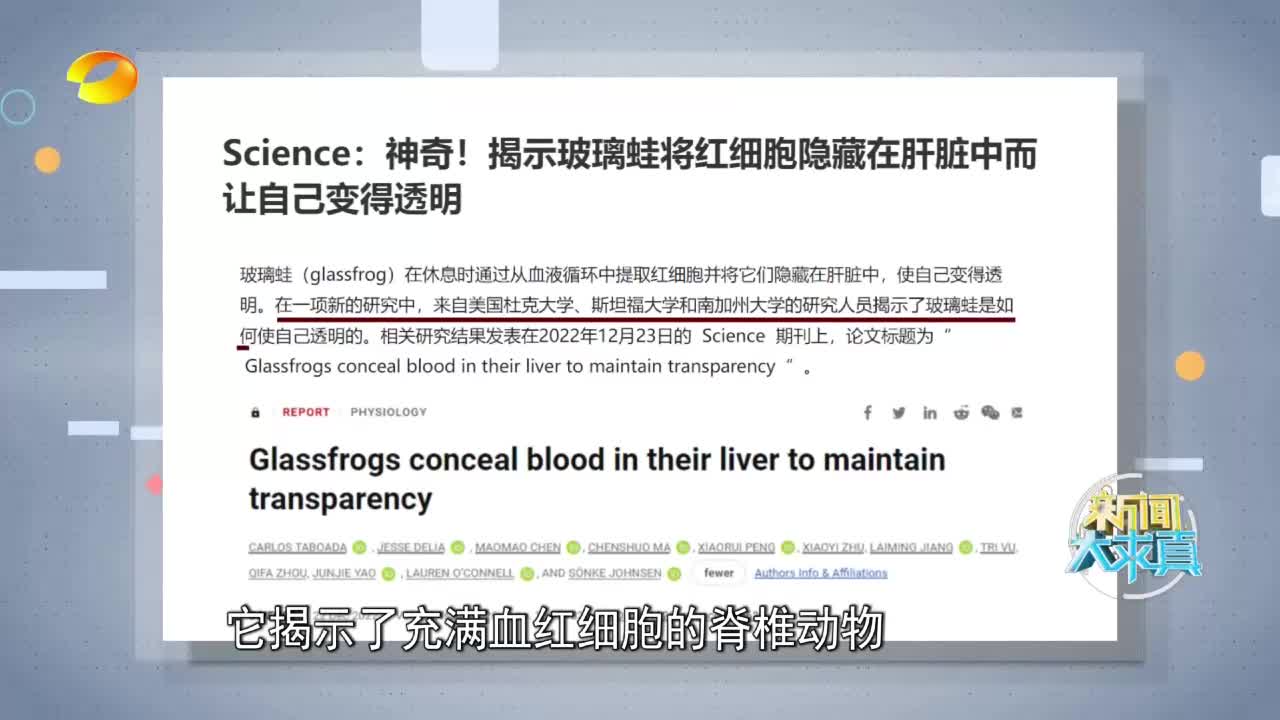 Science：神奇！揭示玻璃蛙将红细胞隐藏在肝脏中而
让自己变得透明
玻璃蛙（glassfrog）在休息时通过从血液循环中提取红细胞并将它们隐藏在肝脏中，使自己变得透
明。在一项新的研究中，来自美国杜克大学、斯坦福大学和南加州大学的研究人员揭示了玻璃蛙是如
何使自己透明的。相关研究结果发表在2022年12月23日的 Science 期刊上，论文标题为“
Glassfrogs conceal blood in their liver to maintain transparency “ 。
REPORT PHYSIOLOGY
Glassfrogs conceal blood in their liver to maintain
transparency
CARLOS TABOADA , JESSE DELIA , MAOMAO CHEN , CHENSHUO MA , XIAORUI PENG , XIAOYI ZHU, LAIMING JIANG , TRI VU,
QIFA ZHOU, JUNJIE YAO , LAUREN O'CONNELL , AND SÖNKE JOHNSEN fewer Authors Info & Affiliations
新闻
大求真
它揭示了充满血红细胞的脊椎动物